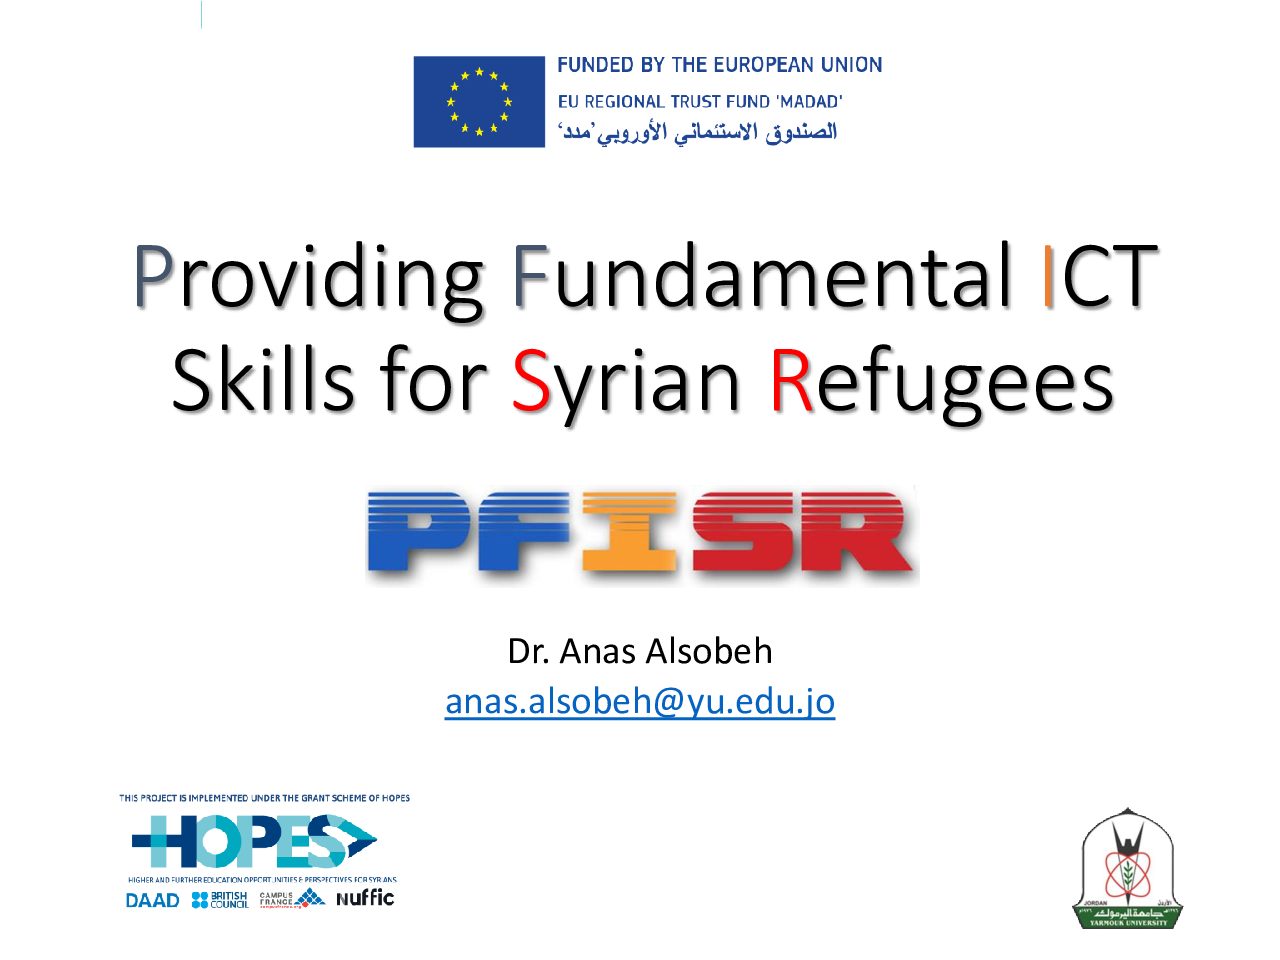 FUNDED BY THE EUROPEAN UNION
EU REGIONAL TRUST FUND 'MADAD'
الصندوق الاستئماني الأوروبي’مدد‘
Providing Fundamental ICT
Skills for Syrian Refugees
PFISR
Dr. Anas Alsobeh
anas.alsobeh@yu.edu.jo
THIS PROJECT IS IMPLEMENTED UNDER THE GRANT SCHEME OF HOPES
HOPES
HIGHER AND FURTHER EDUCATION OPPORTUNITIES & PERSPECTIVES FOR SYRIANS
DAAD
BRITISH
COUNCIL
CAMPUS
FRANCE
nuffic
JORDAN
الأردن
جامعة اليرموك
YARMOUK UNIVERSITY